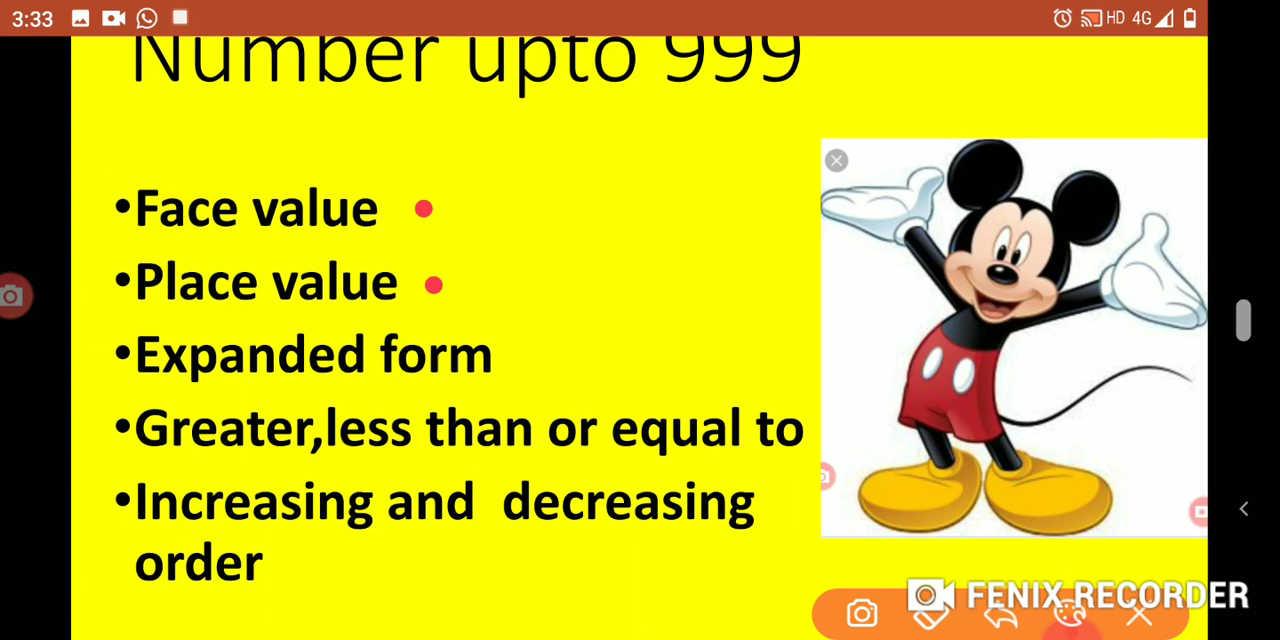 3:33 HD 4G
Number upto 999
•Face value
•Place value
•Expanded form
•Greater,less than or equal to
•Increasing and decreasing
order
FENIX RECORDER